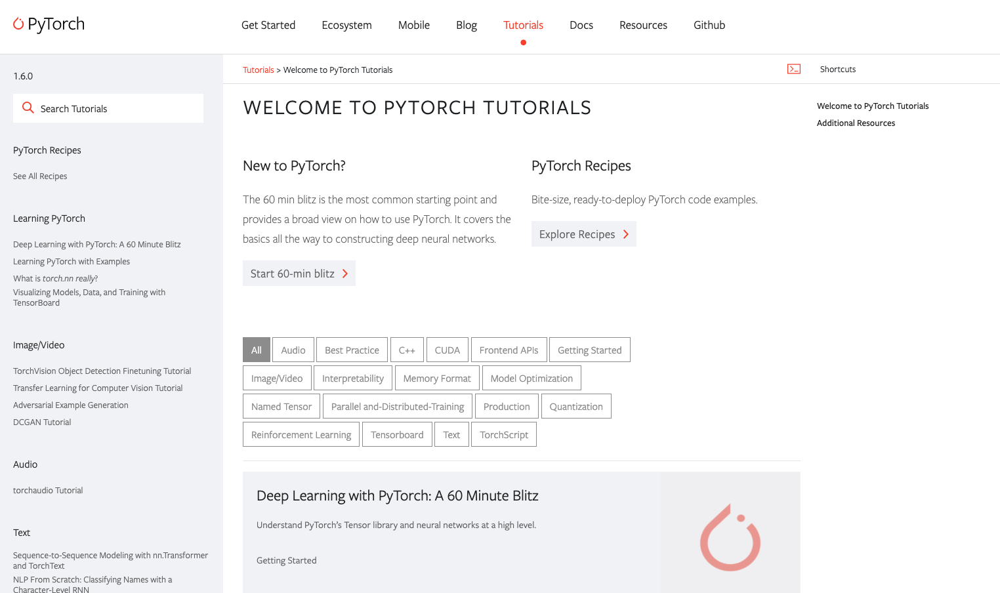 PyTorch
Get Started
Ecosystem
Mobile
Blog
Tutorials
Docs
Resources
Github
1.6.0
Search Tutorials
PyTorch Recipes
See All Recipes
Learning PyTorch
Deep Learning with PyTorch: A 60 Minute Blitz
Learning PyTorch with Examples
What is torch.nn really?
Visualizing Models, Data, and Training with
TensorBoard
Image/Video
TorchVision Object Detection Finetuning Tutorial
Transfer Learning for Computer Vision Tutorial
Adversarial Example Generation
DCGAN Tutorial
Audio
torchaudio Tutorial
Text
Sequence-to-Sequence Modeling with nn.Transformer
and TorchText
NLP From Scratch: Classifying Names with a
Character-Level RNN
Tutorials > Welcome to PyTorch Tutorials
Shortcuts
WELCOME TO PYTORCH TUTORIALS
New to PyTorch?
The 60 min blitz is the most common starting point and
provides a broad view on how to use PyTorch. It covers the
basics all the way to constructing deep neural networks.
Start 60-min blitz
PyTorch Recipes
Bite-size, ready-to-deploy PyTorch code examples.
Explore Recipes
All
Audio
Best Practice
C++
CUDA
Frontend APIs
Getting Started
Image/Video
Interpretability
Memory Format
Model Optimization
Named Tensor
Parallel and-Distributed-Training
Production
Quantization
Reinforcement Learning
Tensorboard
Text
TorchScript
Deep Learning with PyTorch: A 60 Minute Blitz
Understand PyTorch’s Tensor library and neural networks at a high level.
Getting Started
Welcome to PyTorch Tutorials
Additional Resources